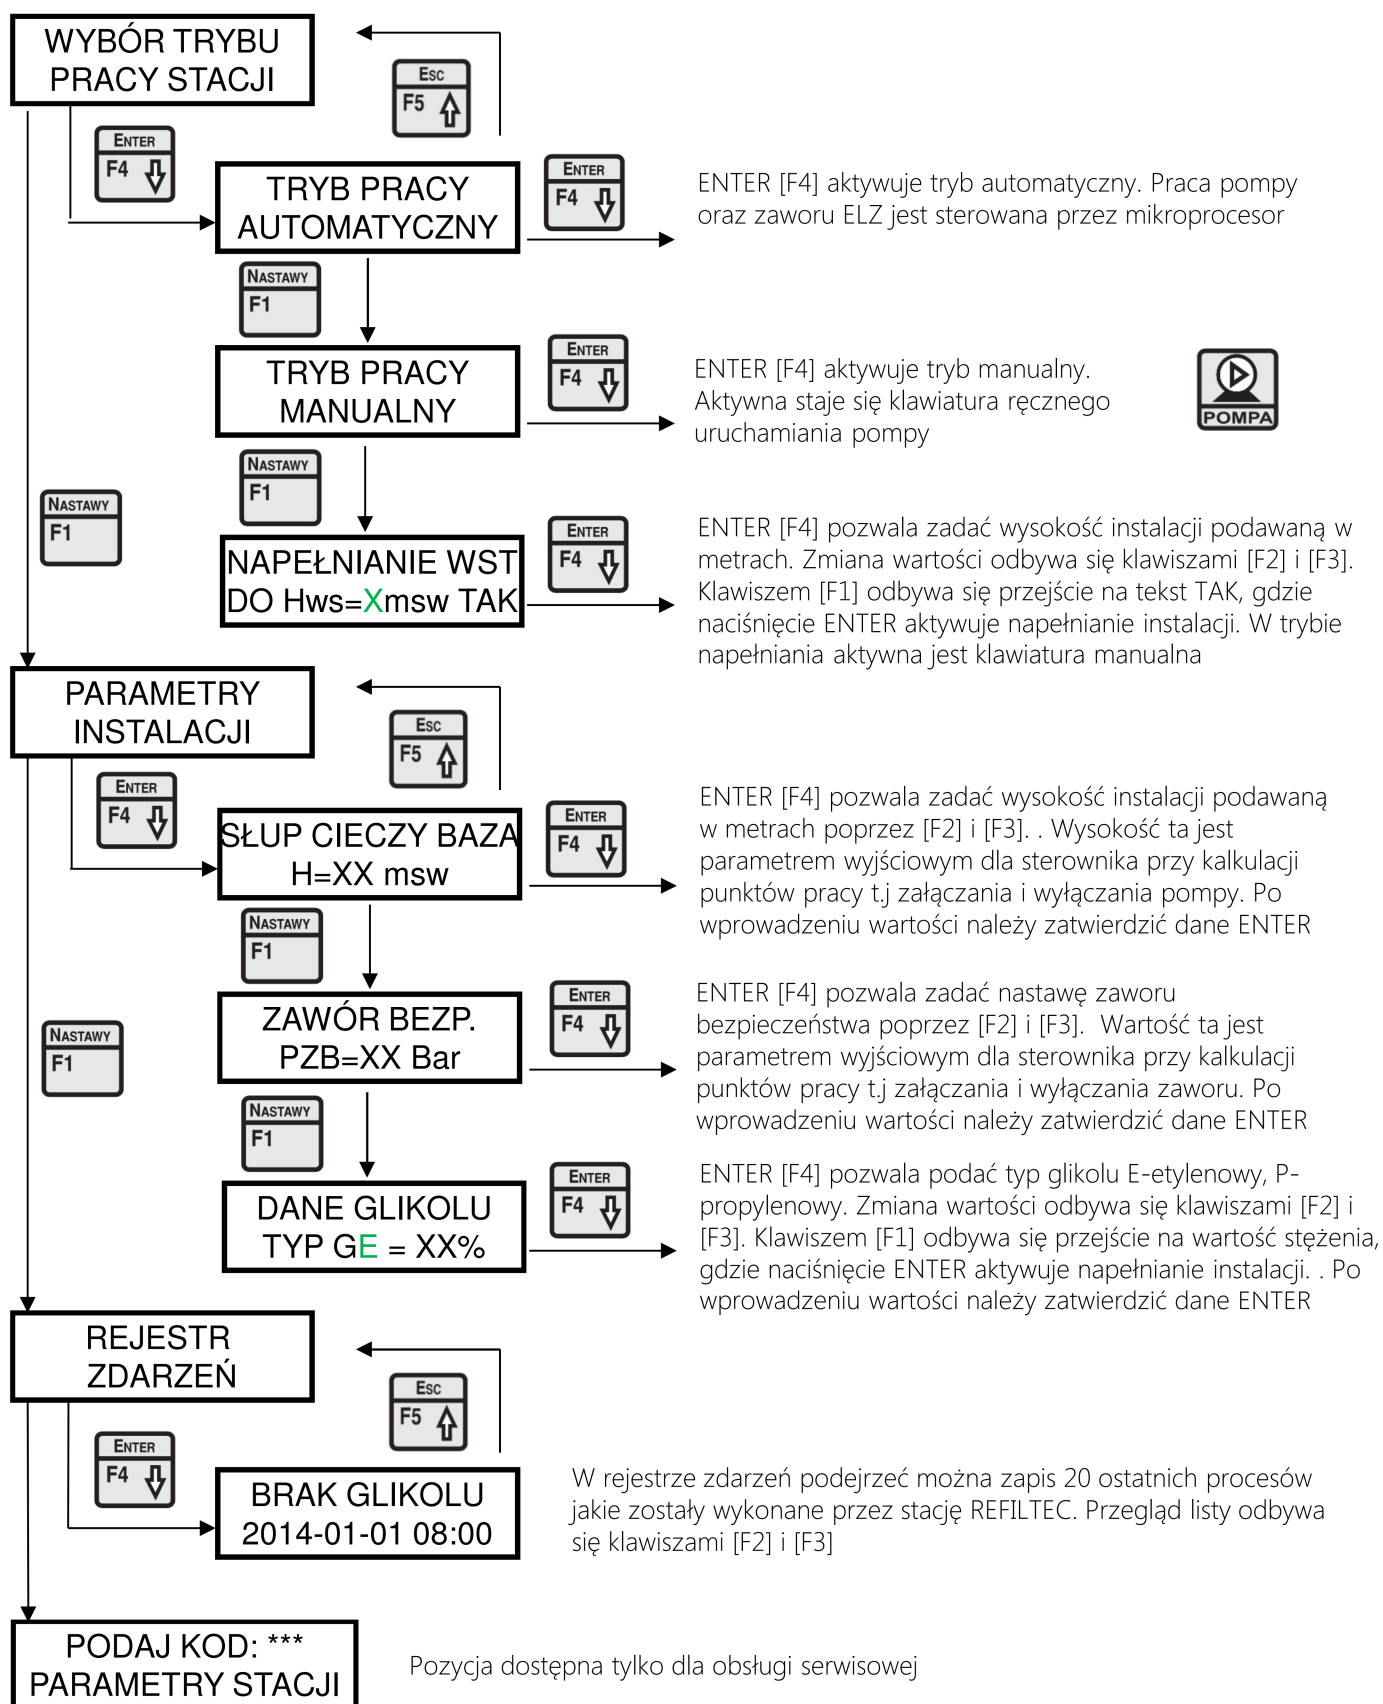 WYBÓR TRYBU
PRACY STACJI
ESC
F5
ENTER
F4
TRYB PRACY
AUTOMATYCZNY
ENTER
F4
ENTER [F4] aktywuje tryb automatyczny. Praca pompy
oraz zaworu ELZ jest sterowana przez mikroprocesor
NASTAWY
F1
TRYB PRACY
MANUALNY
ENTER
F4
ENTER [F4] aktywuje tryb manualny.
Aktywna staje się klawiatura ręcznego
uruchamiania pompy
POMPA
NASTAWY
F1
NASTAWY
F1
NAPEŁNIANIE WST
DO Hws=Xmsw TAK
ENTER
F4
ENTER [F4] pozwala zadać wysokość instalacji podawaną w
metrach. Zmiana wartości odbywa się klawiszami [F2] i [F3].
Klawiszem [F1] odbywa się przejście na tekst TAK, gdzie
naciśnięcie ENTER aktywuje napełnianie instalacji. W trybie
napełniania aktywna jest klawiatura manualna
PARAMETRY
INSTALACJI
ESC
F5
ENTER
F4
SŁUP CIECZY BAZA
H=XX msw
ENTER
F4
ENTER [F4] pozwala zadać wysokość instalacji podawaną
w metrach poprzez [F2] i [F3]. . Wysokość ta jest
parametrem wyjściowym dla sterownika przy kalkulacji
punktów pracy t.j załączania i wyłączania pompy. Po
wprowadzeniu wartości należy zatwierdzić dane ENTER
NASTAWY
F1
ZAWÓR BEZP.
PZB=XX Bar
ENTER
F4
ENTER [F4] pozwala zadać nastawę zaworu
bezpieczeństwa poprzez [F2] i [F3].  Wartość ta jest
parametrem wyjściowym dla sterownika przy kalkulacji
punktów pracy t.j załączania i wyłączania zaworu. Po
wprowadzeniu wartości należy zatwierdzić dane ENTER
NASTAWY
F1
NASTAWY
F1
DANE GLIKOLU
TYP GE = XX%
ENTER
F4
ENTER [F4] pozwala podać typ glikolu E-etylenowy, P-
propylenowy. Zmiana wartości odbywa się klawiszami [F2] i
[F3]. Klawiszem [F1] odbywa się przejście na wartość stężenia,
gdzie naciśnięcie ENTER aktywuje napełnianie instalacji. . Po
wprowadzeniu wartości należy zatwierdzić dane ENTER
REJESTR
ZDARZEŃ
ESC
F5
ENTER
F4
BRAK GLIKOLU
2014-01-01 08:00
W rejestrze zdarzeń podejrzeć można zapis 20 ostatnich procesów
jakie zostały wykonane przez stację REFILTEC. Przegląd listy odbywa
się klawiszami [F2] i [F3]
PODAJ KOD: ***
PARAMETRY STACJI
Pozycja dostępna tylko dla obsługi serwisowej